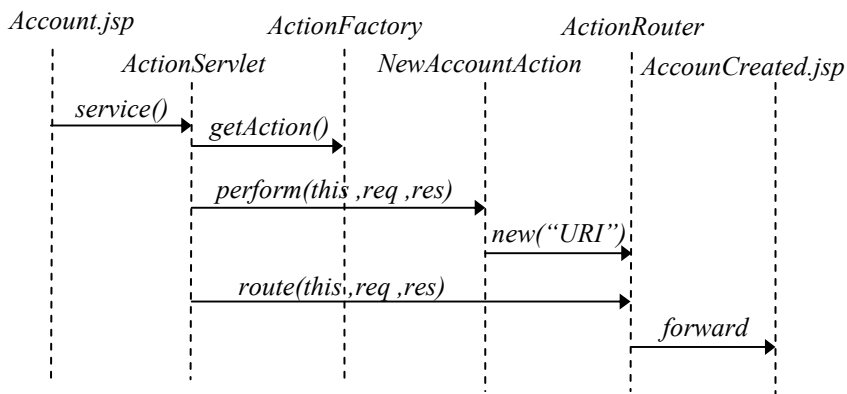 Account.jsp
ActionFactory
ActionRouter
ActionServlet
NewAccountAction
AccounCreated.jsp
service()
getAction()
perform(this ,req ,res)
new(“URI”)
route(this ,req ,res)
forward